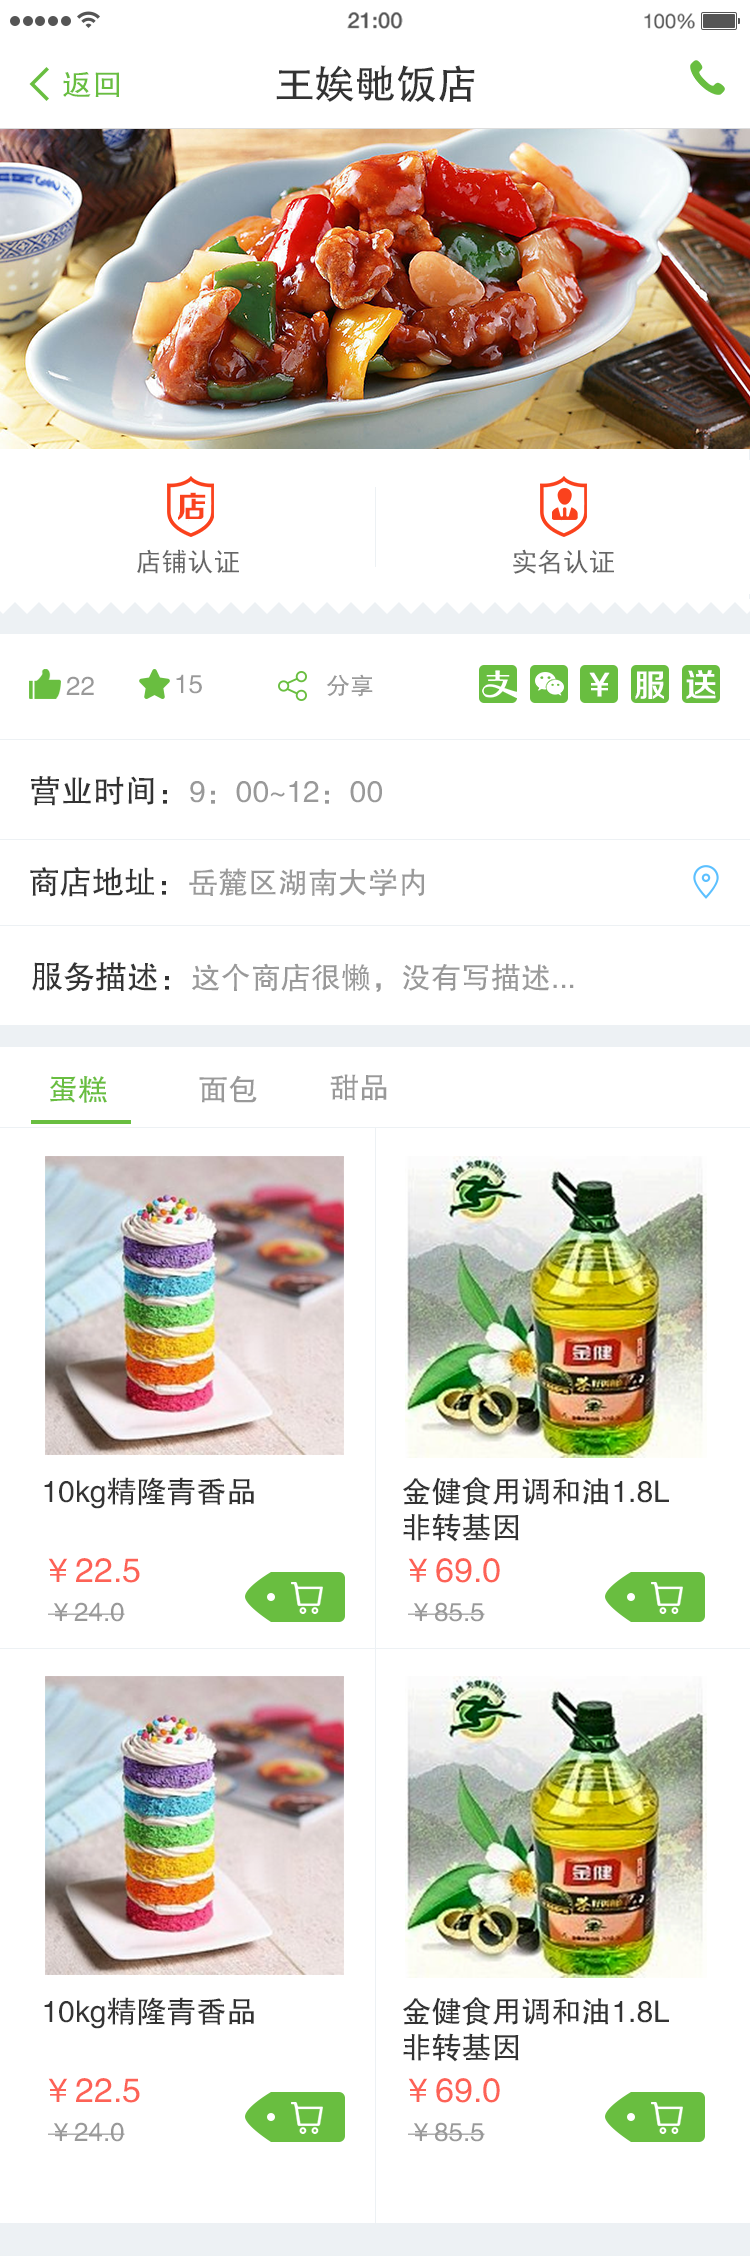 21:00
100%
返回
王娭毑饭店
店
店铺认证
实名认证
22
15
分享
支
¥
服
送
营业时间：9：00~12：00
商店地址：岳麓区湖南大学内
服务描述：这个商店很懒，没有写描述...
蛋糕
面包
甜品
金健
10kg精隆青香品
金健食用调和油1.8L
非转基因
¥22.5
¥24.0
¥69.0
¥85.5
金健
10kg精隆青香品
金健食用调和油1.8L
非转基因
¥22.5
¥24.0
¥69.0
¥85.5